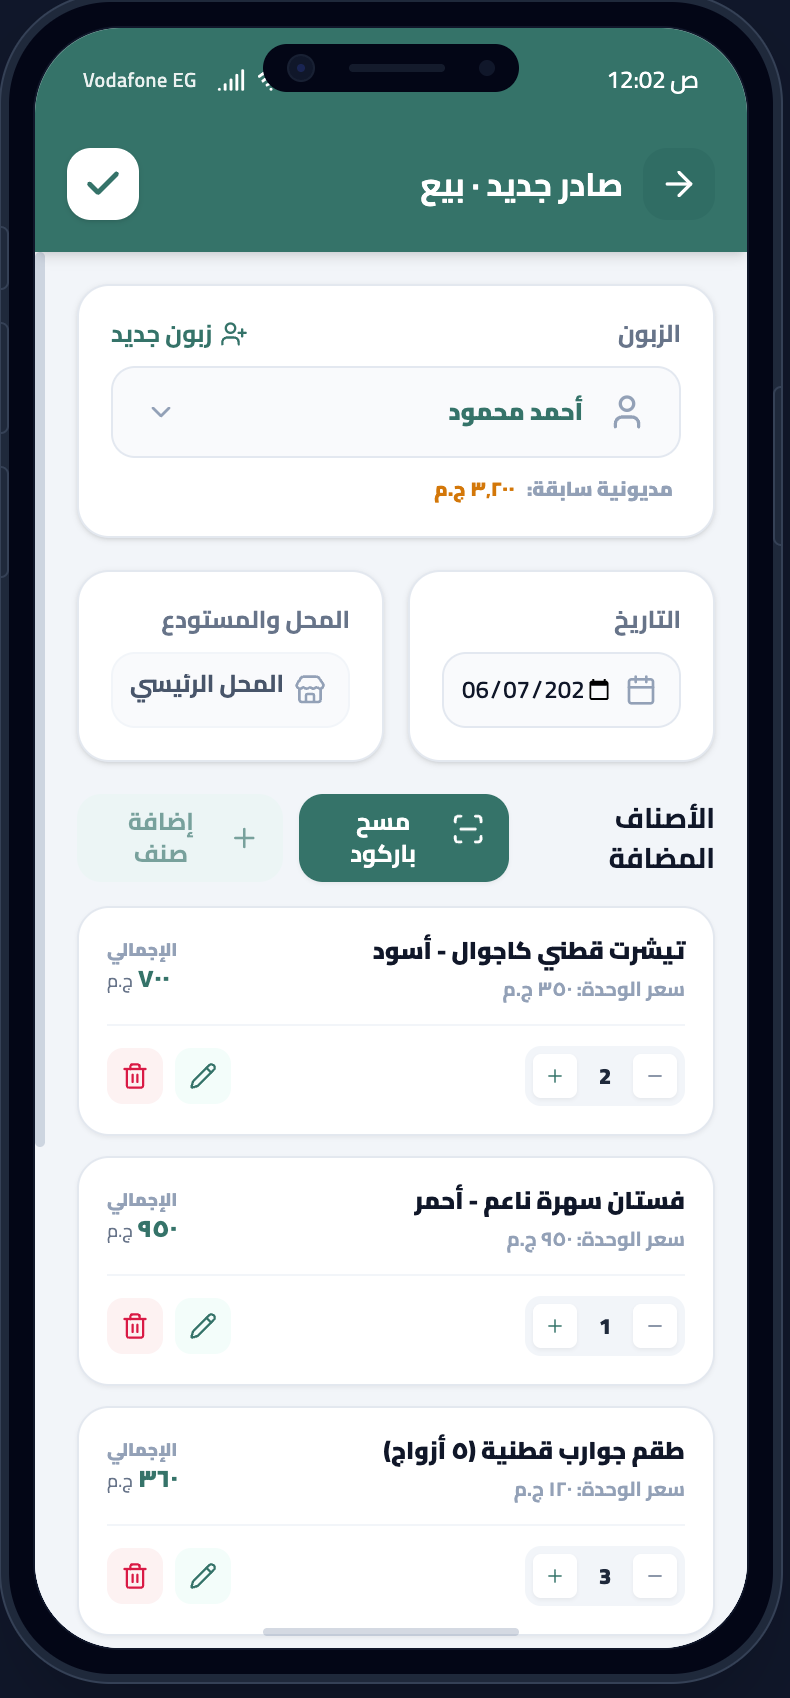 12:02 ص
Vodafone EG
صادر جديد · بيع
الزبون
زبون جديد
أحمد محمود
مديونية سابقة: ٣,٢٠٠ ج.م
التاريخ
06/07/202
المحل والمستودع
المحل الرئيسي
الأصناف
المضافة
مسح
باركود
إضافة
صنف
تيشرت قطني كاجوال - أسود
سعر الوحدة: ٣٥٠ ج.م
الإجمالي
٧٠٠ ج.م
2
فستان سهرة ناعم - أحمر
سعر الوحدة: ٩٥٠ ج.م
الإجمالي
٩٥٠ ج.م
1
طقم جوارب قطنية (٥ أزواج)
سعر الوحدة: ١٢٠ ج.م
الإجمالي
٣٦٠ ج.م
3